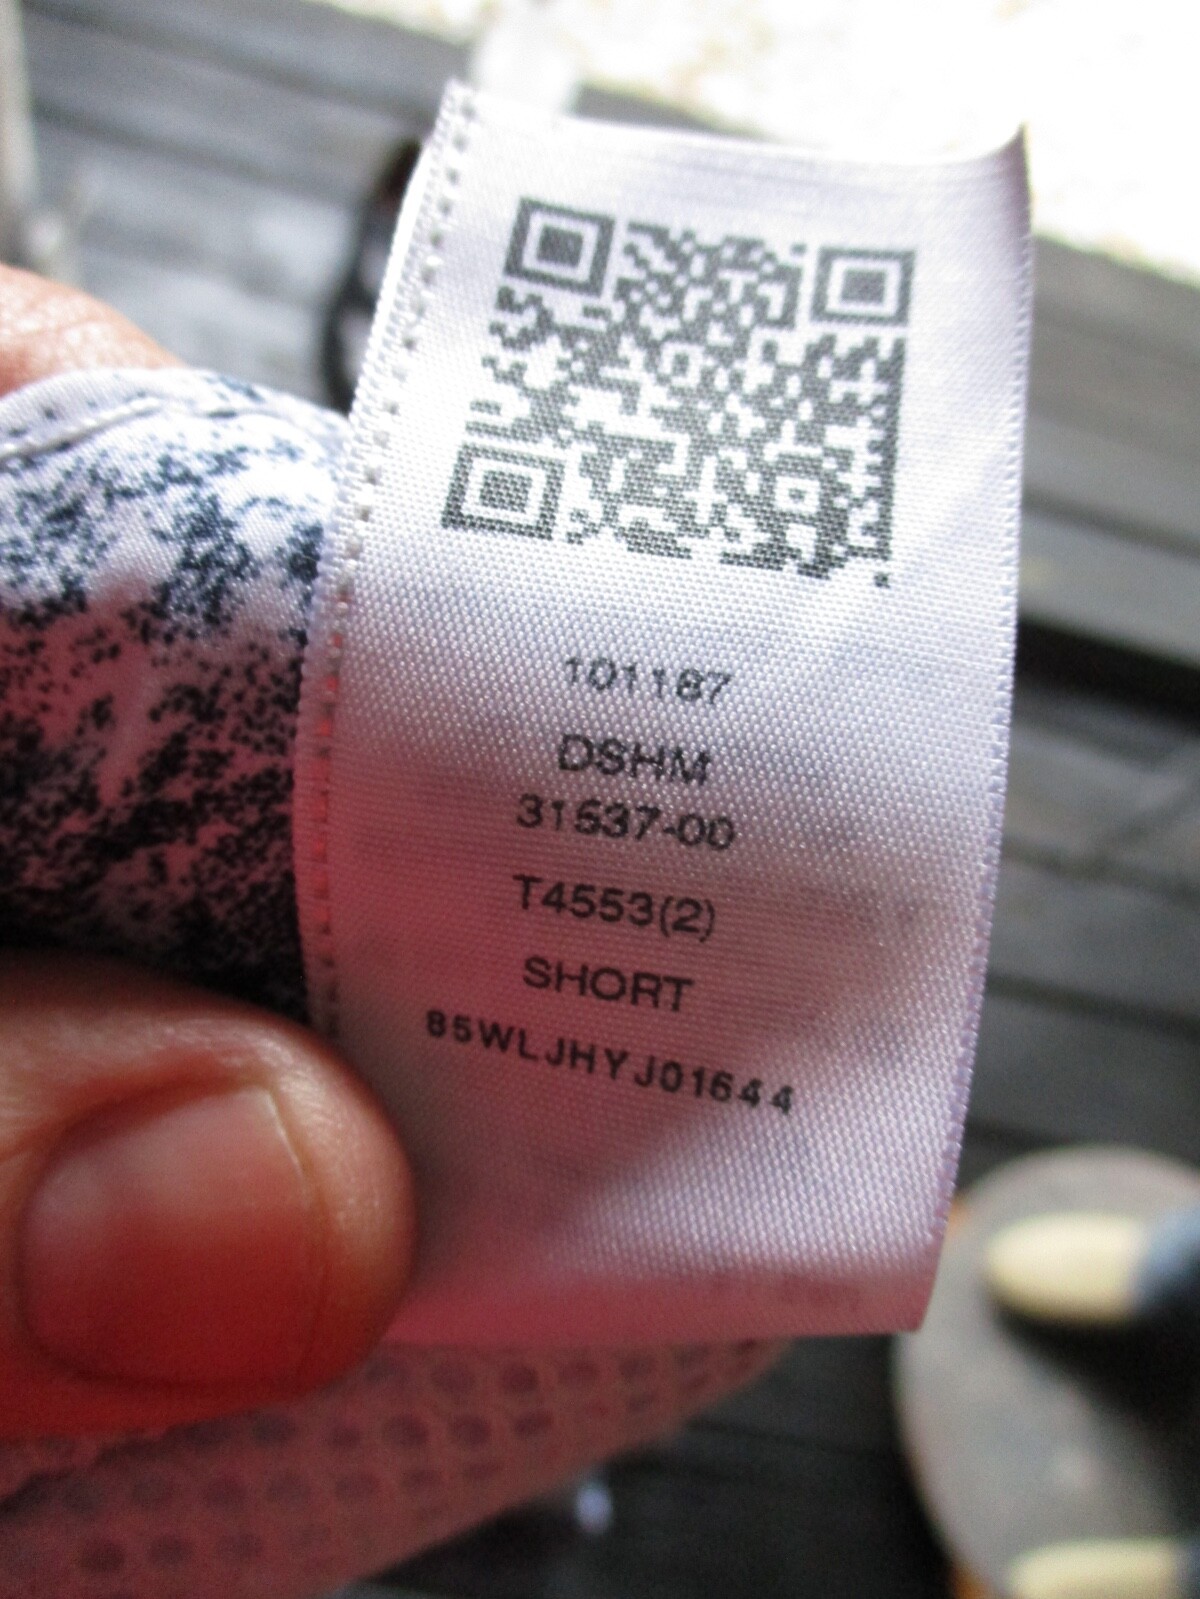 101187
DSHM
31537-00
T4553(2)
SHORT
85WLJHYJ01644